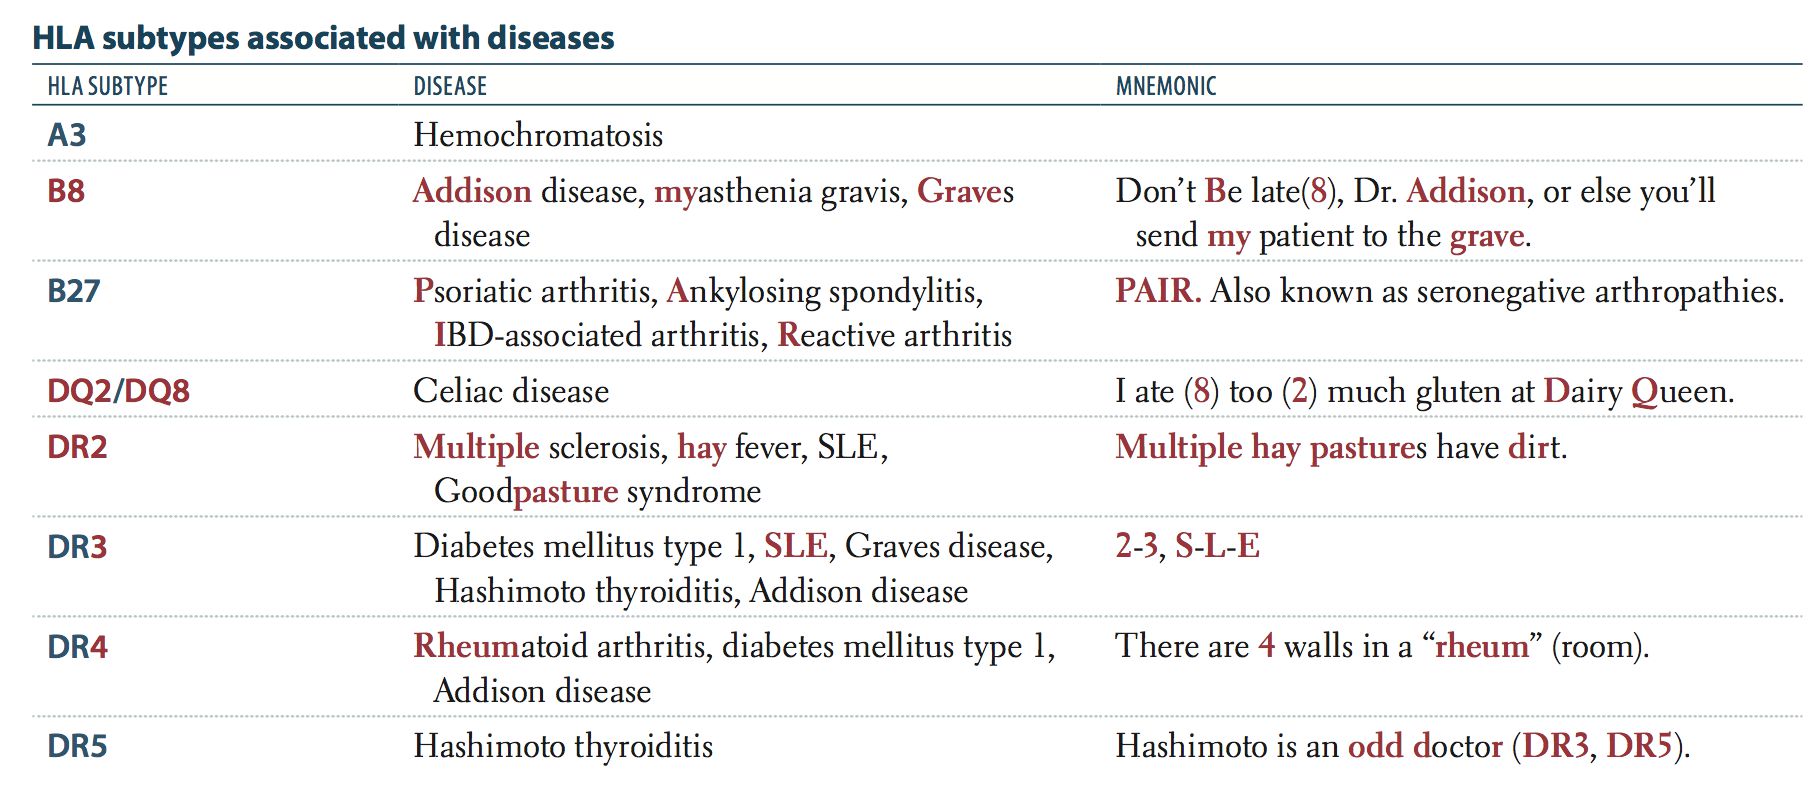 HLA subtypes associated with diseases
HLA SUBTYPE DISEASE MNEMONIC
A3 Hemochromatosis
B8 Addison disease, myasthenia gravis, Graves Don’t Be late(8), Dr. Addison, or else you’ll
disease send my patient to the grave.
B27 Psoriatic arthritis, Ankylosing spondylitis, PAIR. Also known as seronegative arthropathies.
IBD-associated arthritis, Reactive arthritis
DQ2/DQ8 Celiac disease I ate (8) too (2) much gluten at Dairy Queen.
DR2 Multiple sclerosis, hay fever, SLE, Multiple hay pastures have dirt.
Goodpasture syndrome
DR3 Diabetes mellitus type 1, SLE, Graves disease, 2-3, S-L-E
Hashimoto thyroiditis, Addison disease
DR4 Rheumatoid arthritis, diabetes mellitus type 1, There are 4 walls in a “rheum” (room).
Addison disease
DR5 Hashimoto thyroiditis Hashimoto is an odd doctor (DR3, DR5).